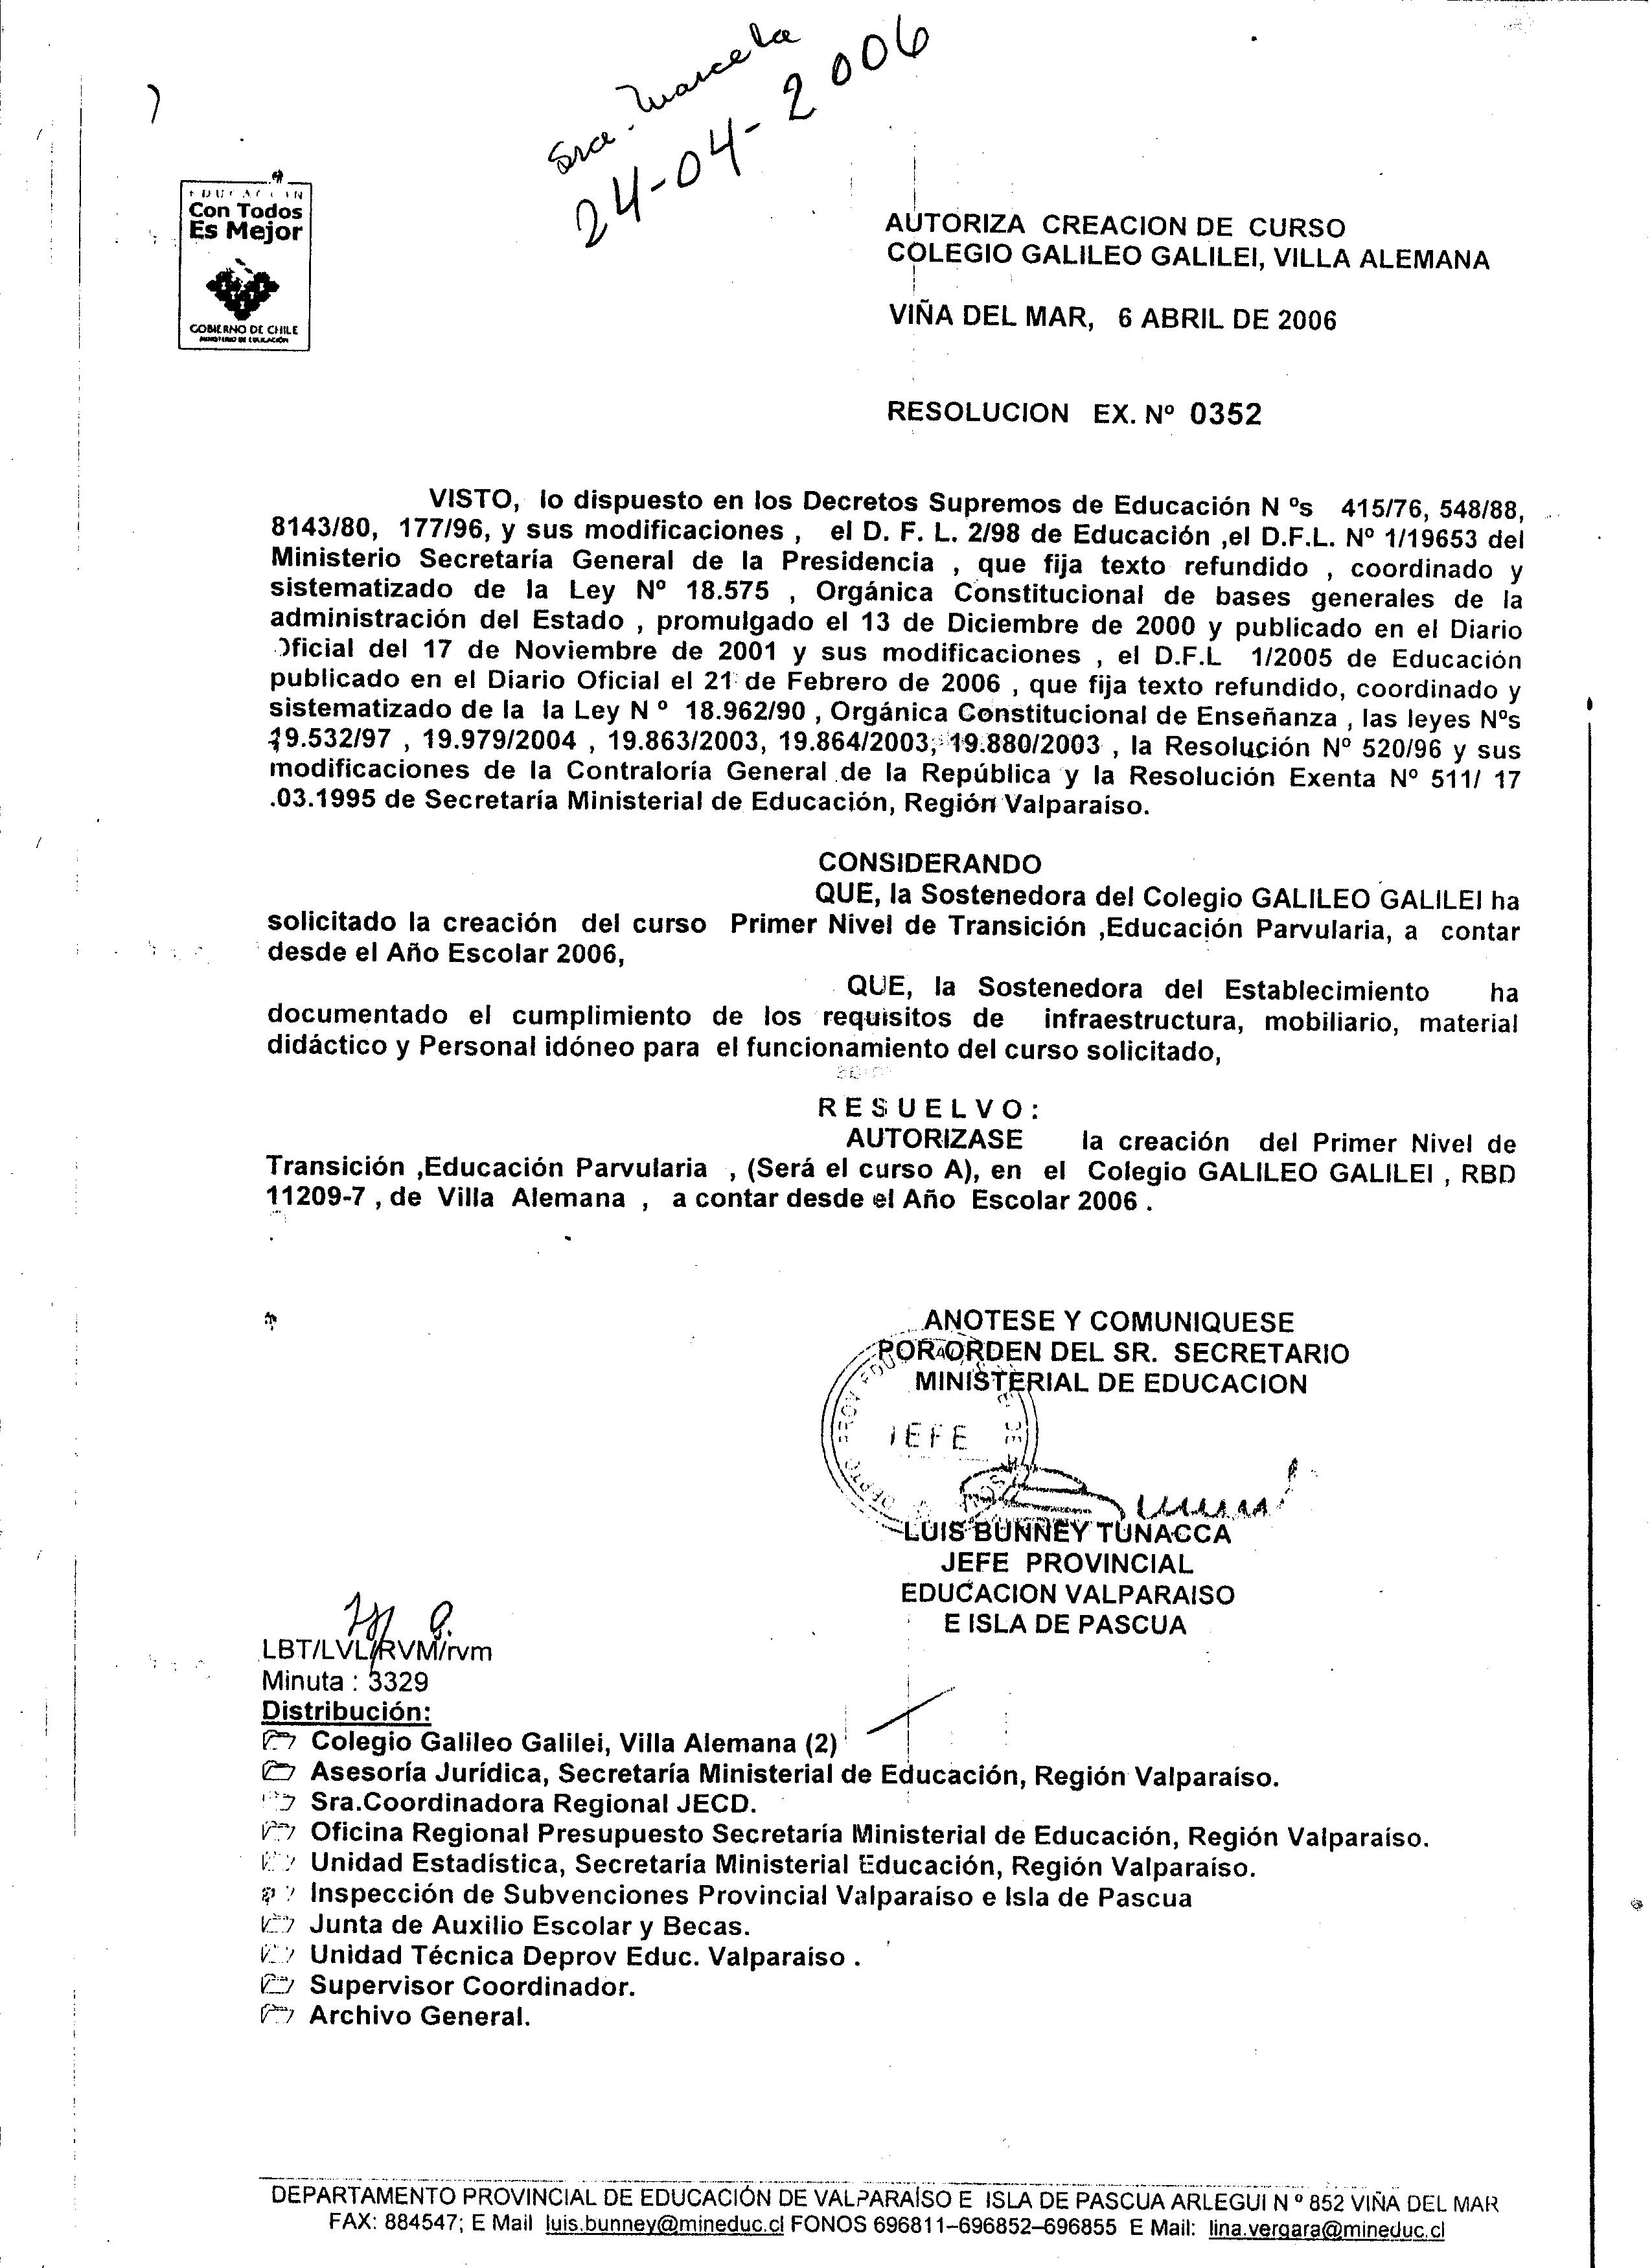 Sra. Marcela
24-04-2006
EDUCACION
Con Todos
Es Mejor
GOBIERNO DE CHILE
MINISTERIO DE EDUCACIÓN
AUTORIZA CREACION DE CURSO
COLEGIO GALILEO GALILEI, VILLA ALEMANA
VIÑA DEL MAR, 6 ABRIL DE 2006
RESOLUCION EX. Nº 0352
VISTO, lo dispuesto en los Decretos Supremos de Educación N ºs 415/76, 548/88,
8143/80, 177/96, y sus modificaciones , el D. F. L. 2/98 de Educación ,el D.F.L. Nº 1/19653 del
Ministerio Secretaría General de la Presidencia , que fija texto refundido , coordinado y
sistematizado de la Ley Nº 18.575 , Orgánica Constitucional de bases generales de la
administración del Estado , promulgado el 13 de Diciembre de 2000 y publicado en el Diario
Oficial del 17 de Noviembre de 2001 y sus modificaciones , el D.F.L 1/2005 de Educación
publicado en el Diario Oficial el 21 de Febrero de 2006 , que fija texto refundido, coordinado y
sistematizado de la la Ley N º 18.962/90 , Orgánica Constitucional de Enseñanza , las leyes Nºs
19.532/97 , 19.979/2004 , 19.863/2003, 19.864/2003, 19.880/2003 , la Resolución Nº 520/96 y sus
modificaciones de la Contraloría General de la República y la Resolución Exenta Nº 511/ 17
.03.1995 de Secretaría Ministerial de Educación, Región Valparaíso.
CONSIDERANDO
QUE, la Sostenedora del Colegio GALILEO GALILEI ha
solicitado la creación del curso Primer Nivel de Transición ,Educación Parvularia, a contar
desde el Año Escolar 2006,
QUE, la Sostenedora del Establecimiento ha
documentado el cumplimiento de los requisitos de infraestructura, mobiliario, material
didáctico y Personal idóneo para el funcionamiento del curso solicitado,
R E S U E L V O :
AUTORIZASE la creación del Primer Nivel de
Transición ,Educación Parvularia , (Será el curso A), en el Colegio GALILEO GALILEI , RBD
11209-7 , de Villa Alemana , a contar desde el Año Escolar 2006 .
ANOTESE Y COMUNIQUESE
POR ORDEN DEL SR. SECRETARIO
MINISTERIAL DE EDUCACION
JEFE
LUIS BUNNEY TUNACCA
JEFE PROVINCIAL
EDUCACION VALPARAISO
E ISLA DE PASCUA
LBT/LVL/RVM/rvm
Minuta : 3329
Distribución:
Colegio Galileo Galilei, Villa Alemana (2)
Asesoría Jurídica, Secretaría Ministerial de Educación, Región Valparaíso.
Sra.Coordinadora Regional JECD.
Oficina Regional Presupuesto Secretaría Ministerial de Educación, Región Valparaíso.
Unidad Estadística, Secretaría Ministerial Educación, Región Valparaíso.
Inspección de Subvenciones Provincial Valparaíso e Isla de Pascua
Junta de Auxilio Escolar y Becas.
Unidad Técnica Deprov Educ. Valparaíso .
Supervisor Coordinador.
Archivo General.
DEPARTAMENTO PROVINCIAL DE EDUCACIÓN DE VALPARAÍSO E ISLA DE PASCUA ARLEGUI N º 852 VIÑA DEL MAR
FAX: 884547; E Mail luis.bunney@mineduc.cl FONOS 696811–696852–696855 E Mail: lina.vergara@mineduc.cl